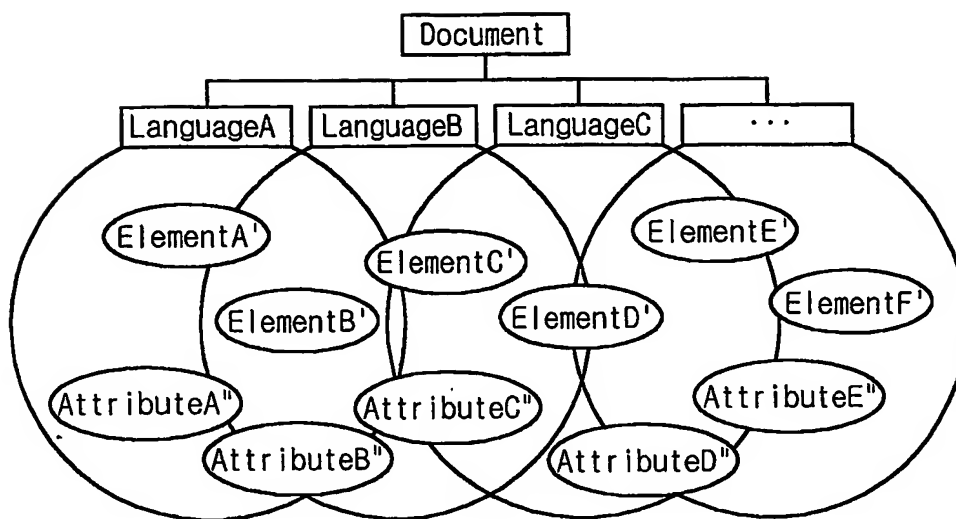 Document
LanguageA LanguageB LanguageC ...
ElementA' ElementC' ElementE'
ElementB' ElementD' ElementF'
AttributeA" AttributeC" AttributeE"
AttributeB" AttributeD"